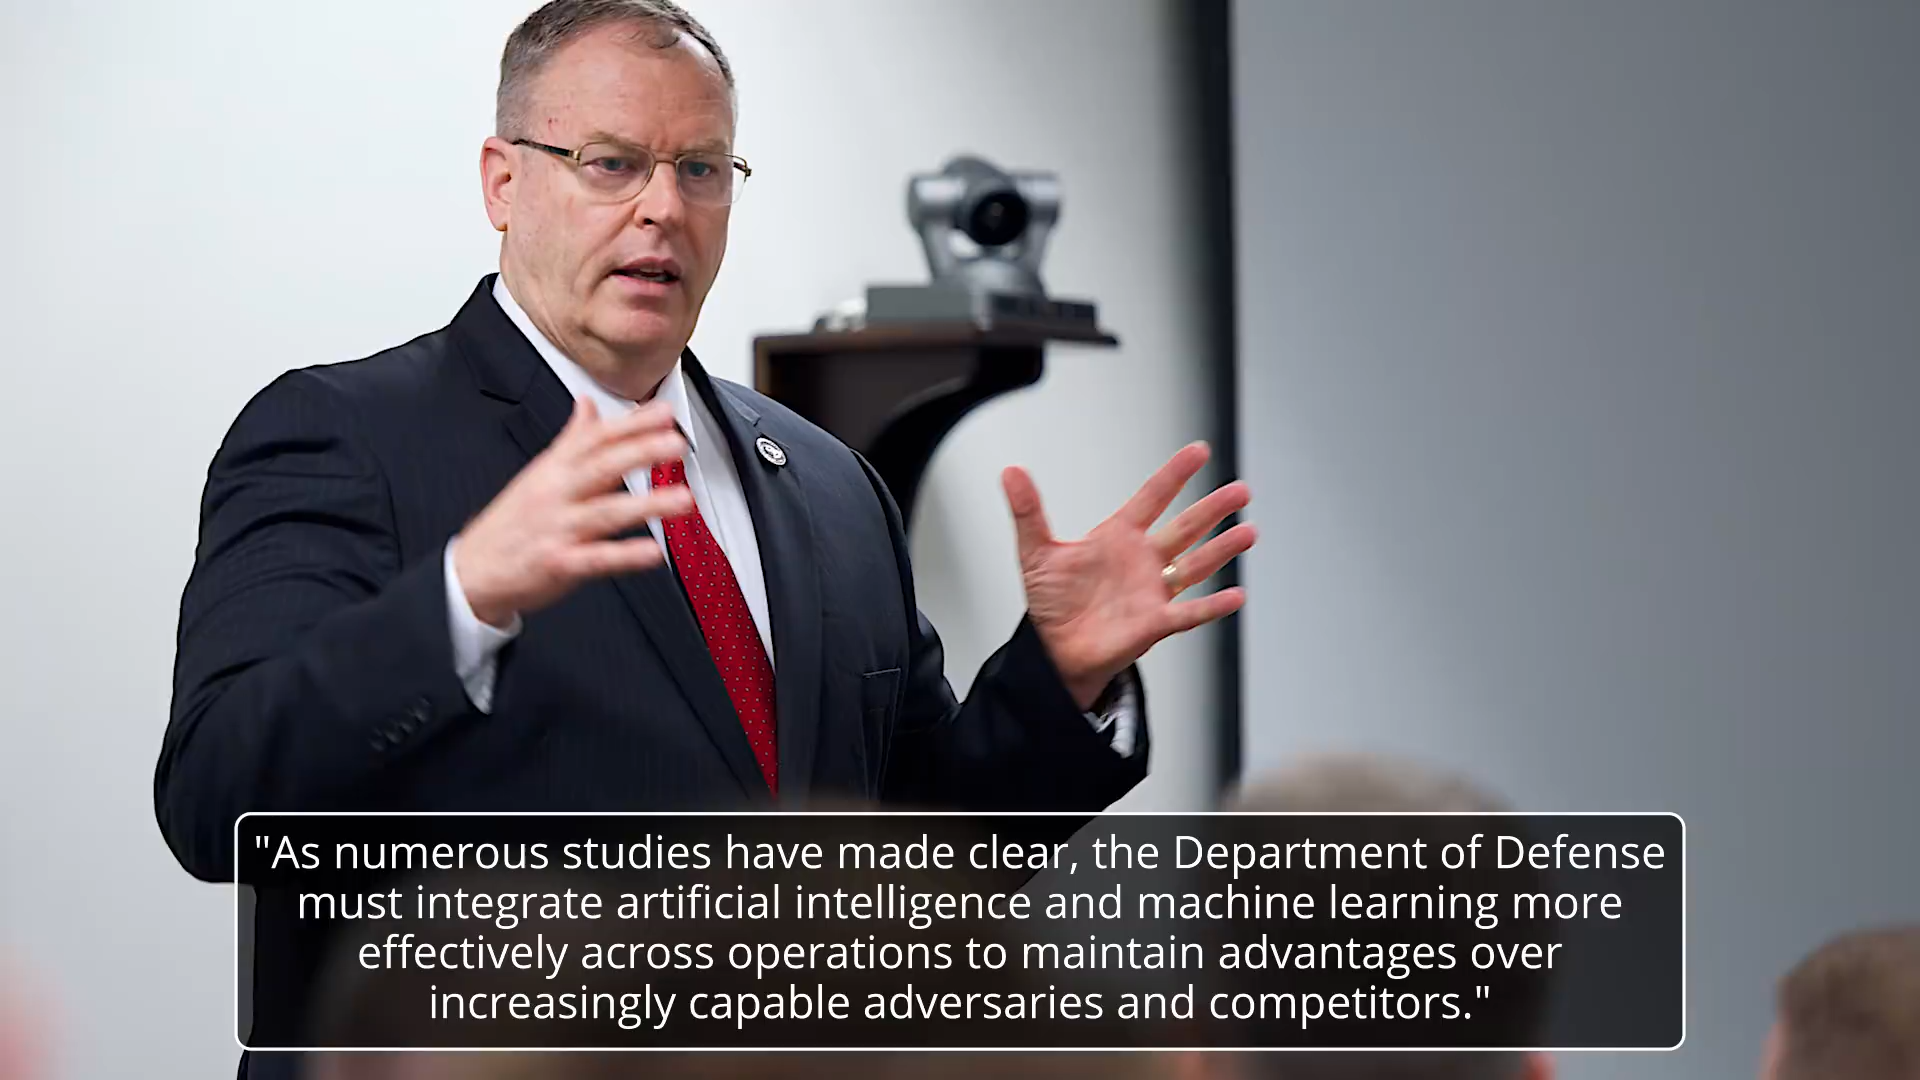 "As numerous studies have made clear, the Department of Defense
must integrate artificial intelligence and machine learning more
effectively across operations to maintain advantages over
increasingly capable adversaries and competitors."